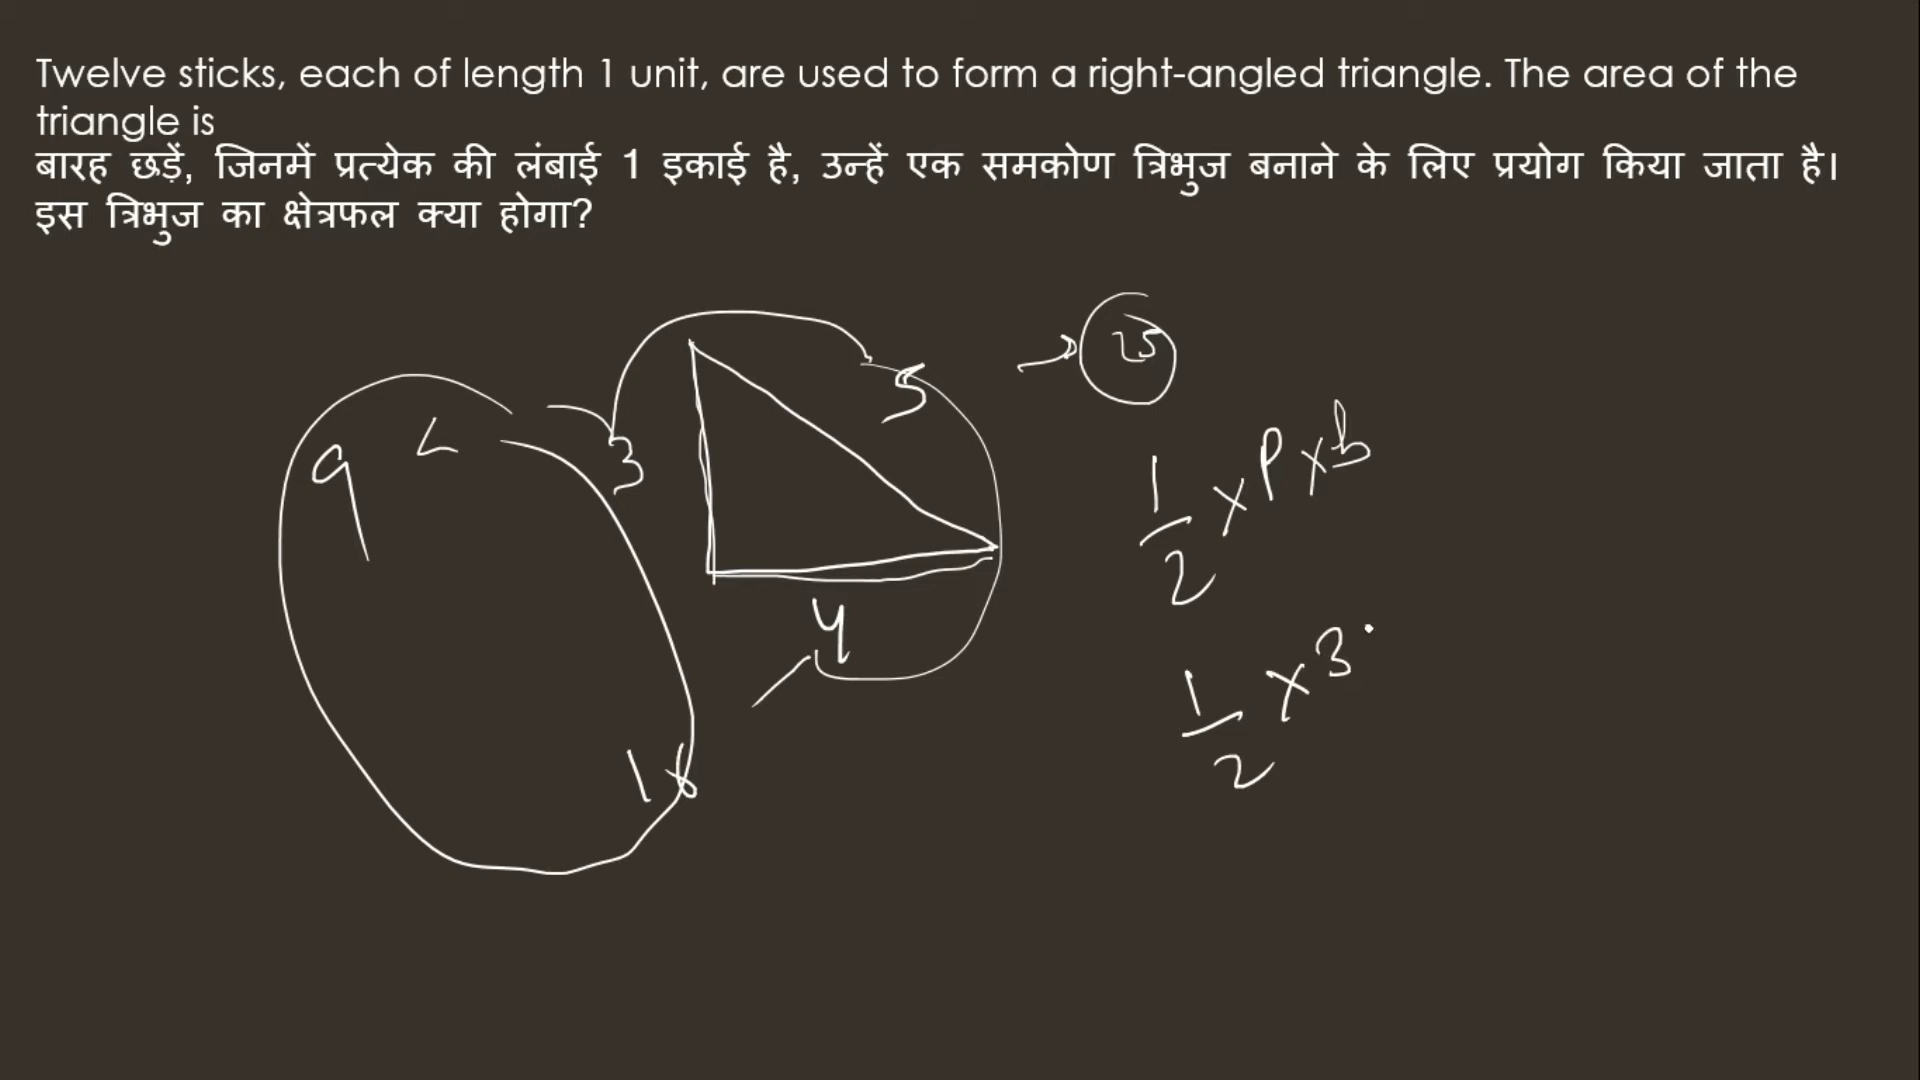 Twelve sticks, each of length 1 unit, are used to form a right-angled triangle. The area of the
triangle is
बारह छड़ें, जिनमें प्रत्येक की लंबाई 1 इकाई है, उन्हें एक समकोण त्रिभुज बनाने के लिए प्रयोग किया जाता है।
इस त्रिभुज का क्षेत्रफल क्या होगा?
25
5
9
3
1/2 × P × b
4
1/2 × 3
16